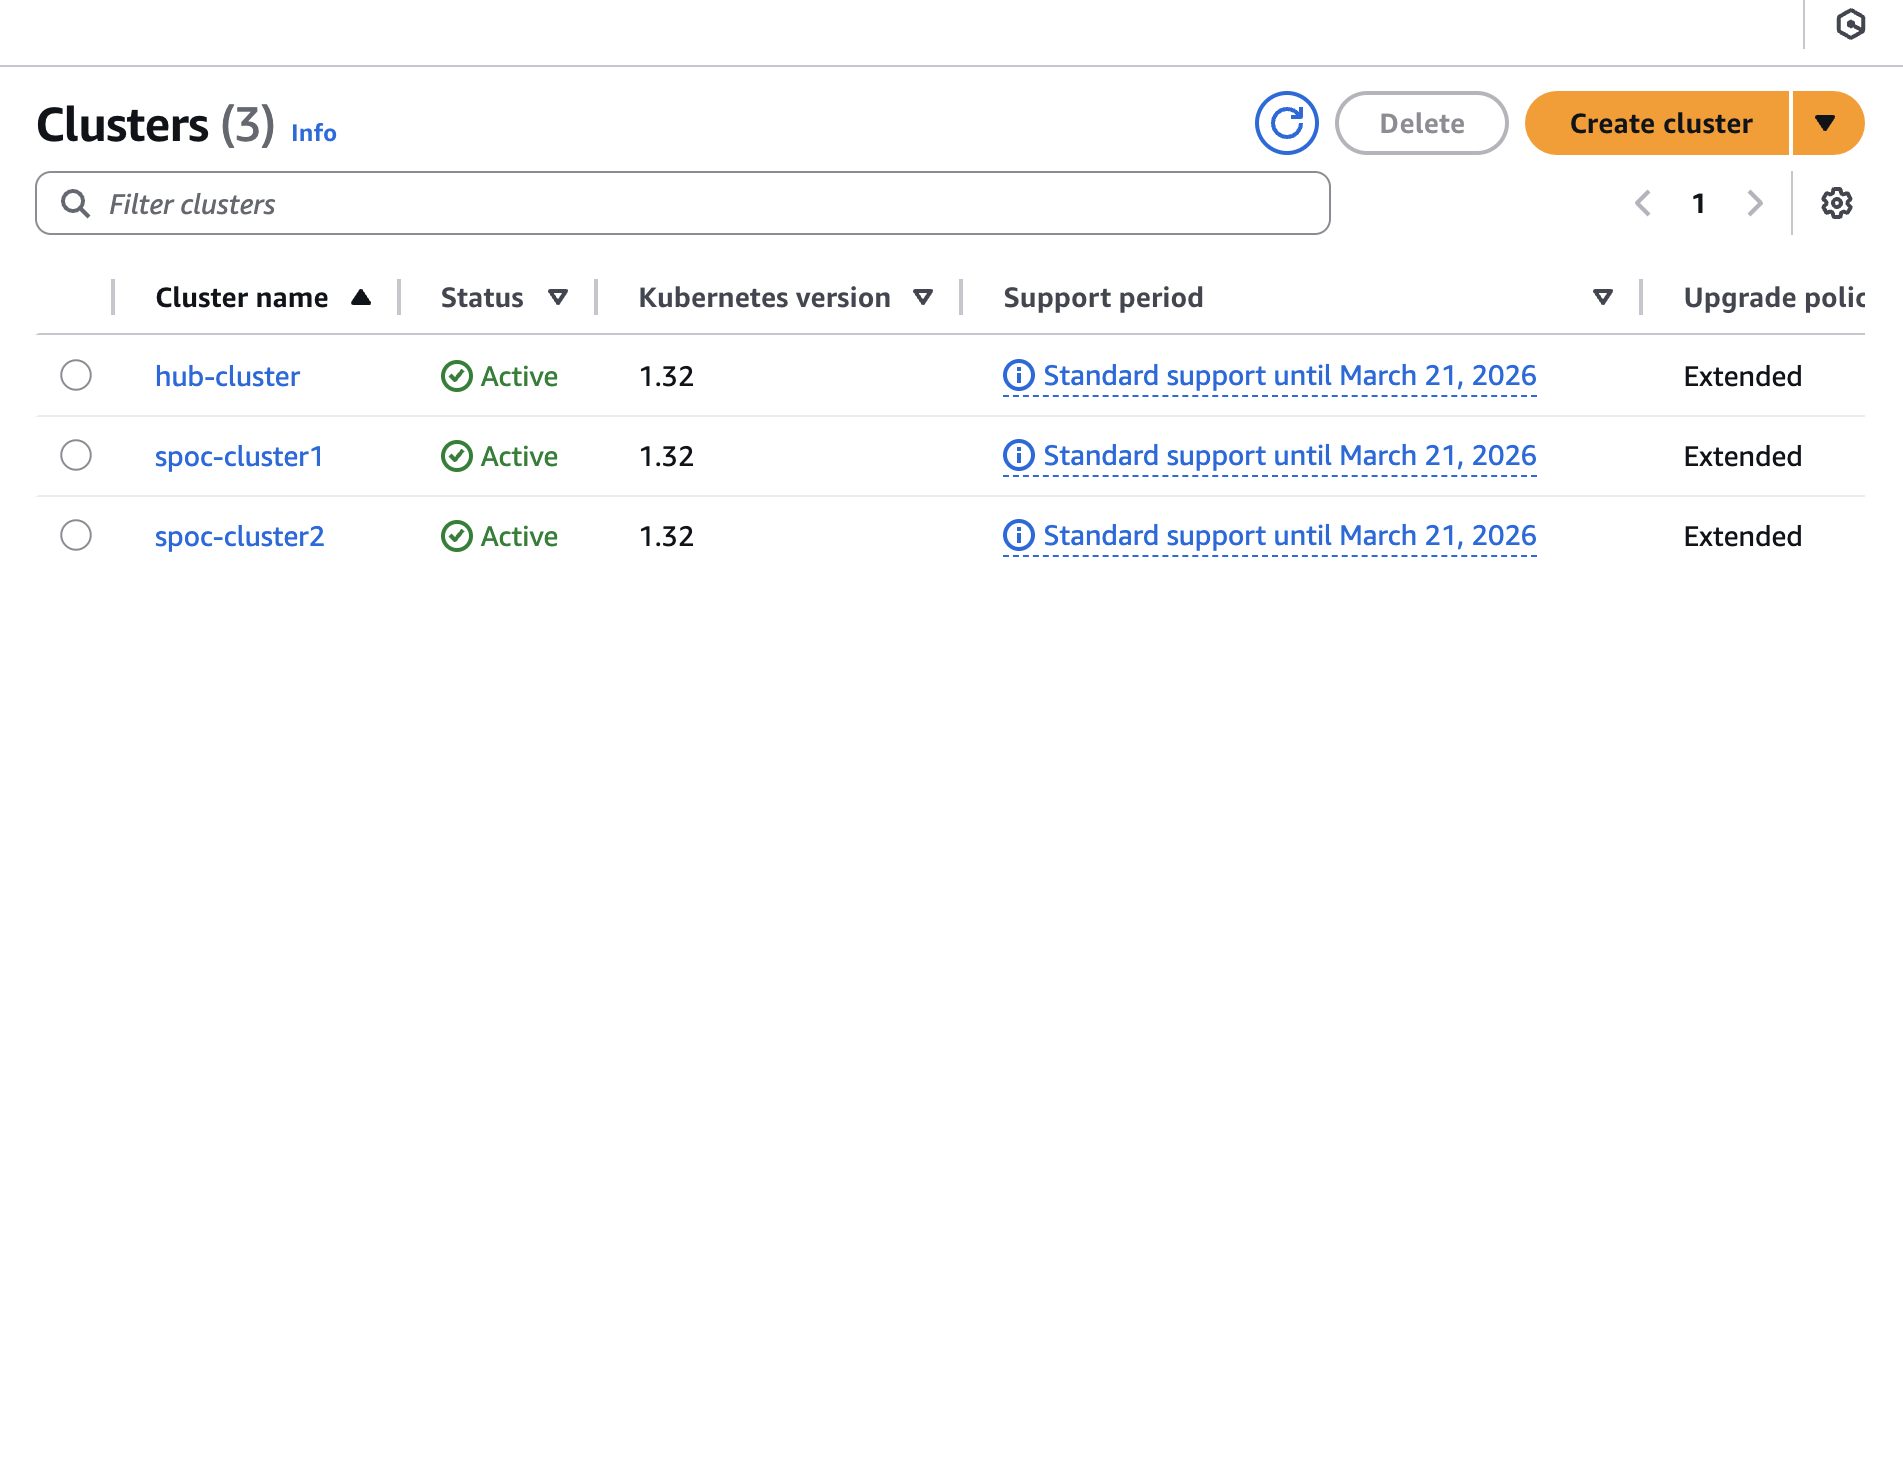 Clusters (3) Info
Delete
Create cluster
Filter clusters
1
Cluster name Status Kubernetes version Support period Upgrade polic
hub-cluster Active 1.32 Standard support until March 21, 2026 Extended
spoc-cluster1 Active 1.32 Standard support until March 21, 2026 Extended
spoc-cluster2 Active 1.32 Standard support until March 21, 2026 Extended